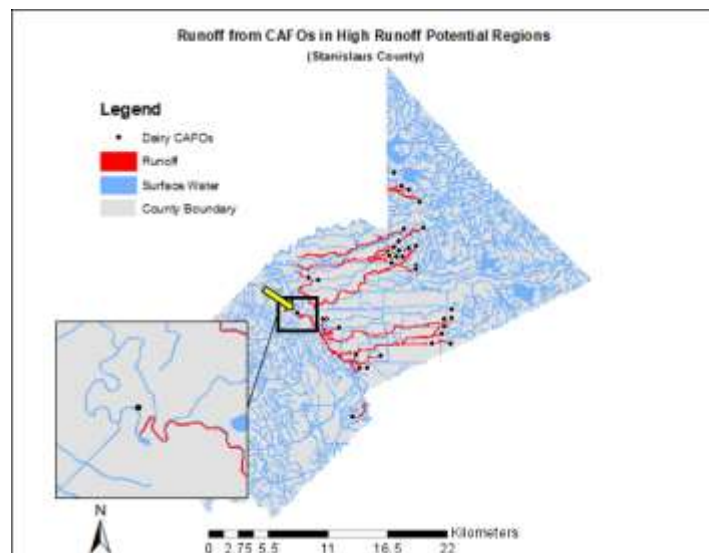 Runoff from CAFOs in High Runoff Potential Regions
(Stanislaus County)
Legend
Dairy CAFOs
Runoff
Surface Water
County Boundary
N
Kilometers
0 2.75 5.5 11 16.5 22